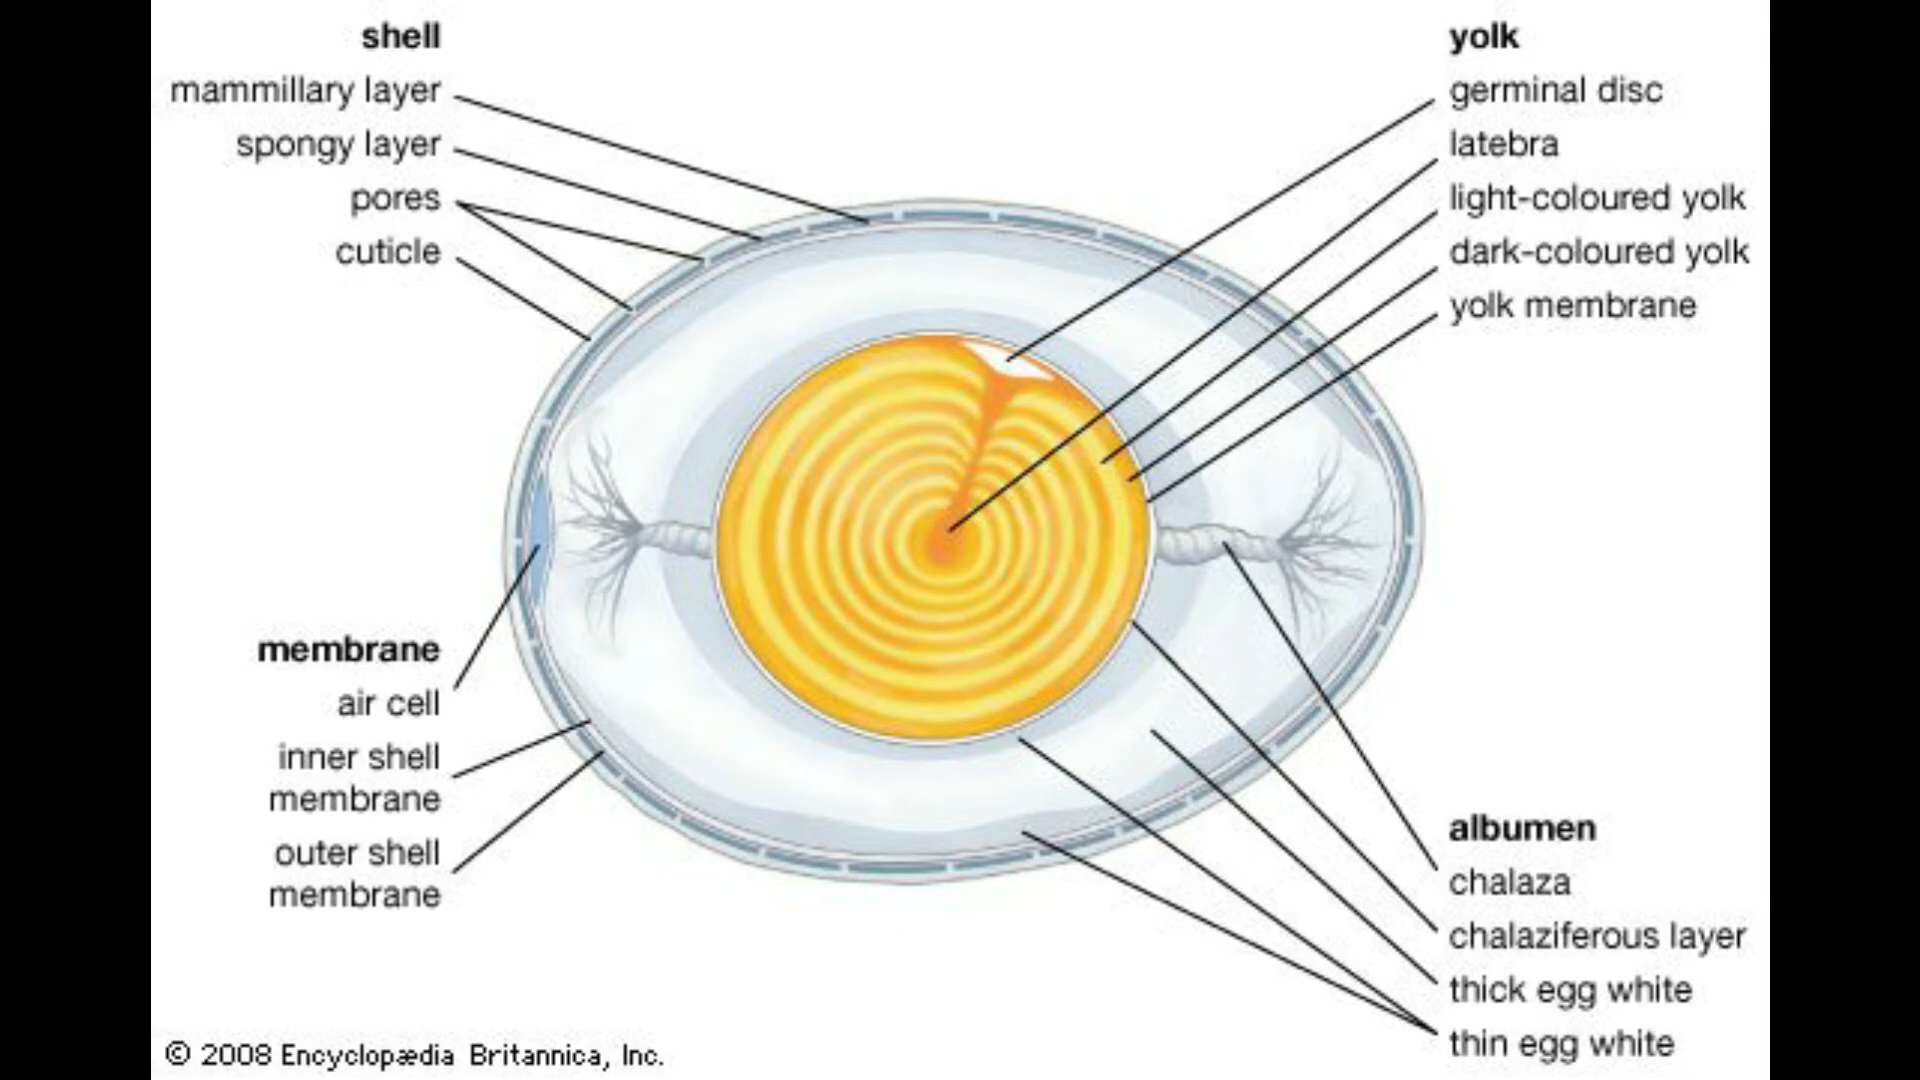 shell
mammillary layer
spongy layer
pores
cuticle
yolk
germinal disc
latebra
light-coloured yolk
dark-coloured yolk
yolk membrane
membrane
air cell
inner shell
membrane
outer shell
membrane
albumen
chalaza
chalaziferous layer
thick egg white
thin egg white
© 2008 Encyclopædia Britannica, Inc.